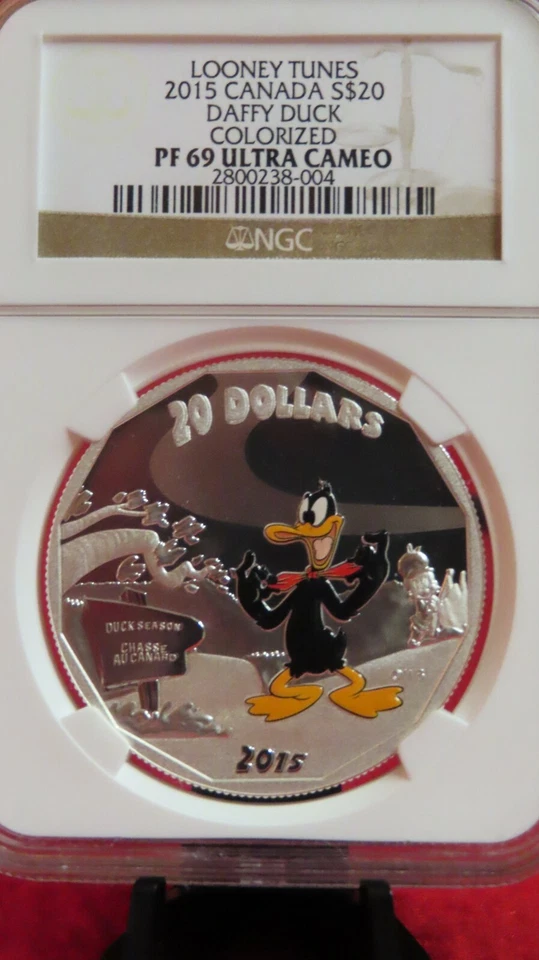 LOONEY TUNES
2015 CANADA S$20
DAFFY DUCK
COLORIZED
PF 69 ULTRA CAMEO
2800238-004
NGC
20 DOLLARS
DUCK SEASON
CHASSE
AU CANARD
2015